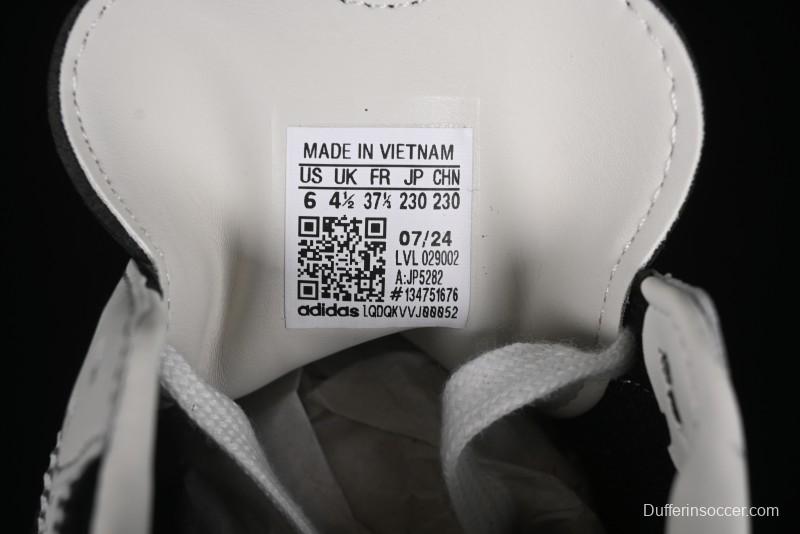 MADE IN VIETNAM
US UK FR JP CHN
6 4½ 37⅓ 230 230
07/24
LVL 029002
A:JP5282
#134751676
adidas 1QDQKVVJ00052
Dufferinsoccer.com